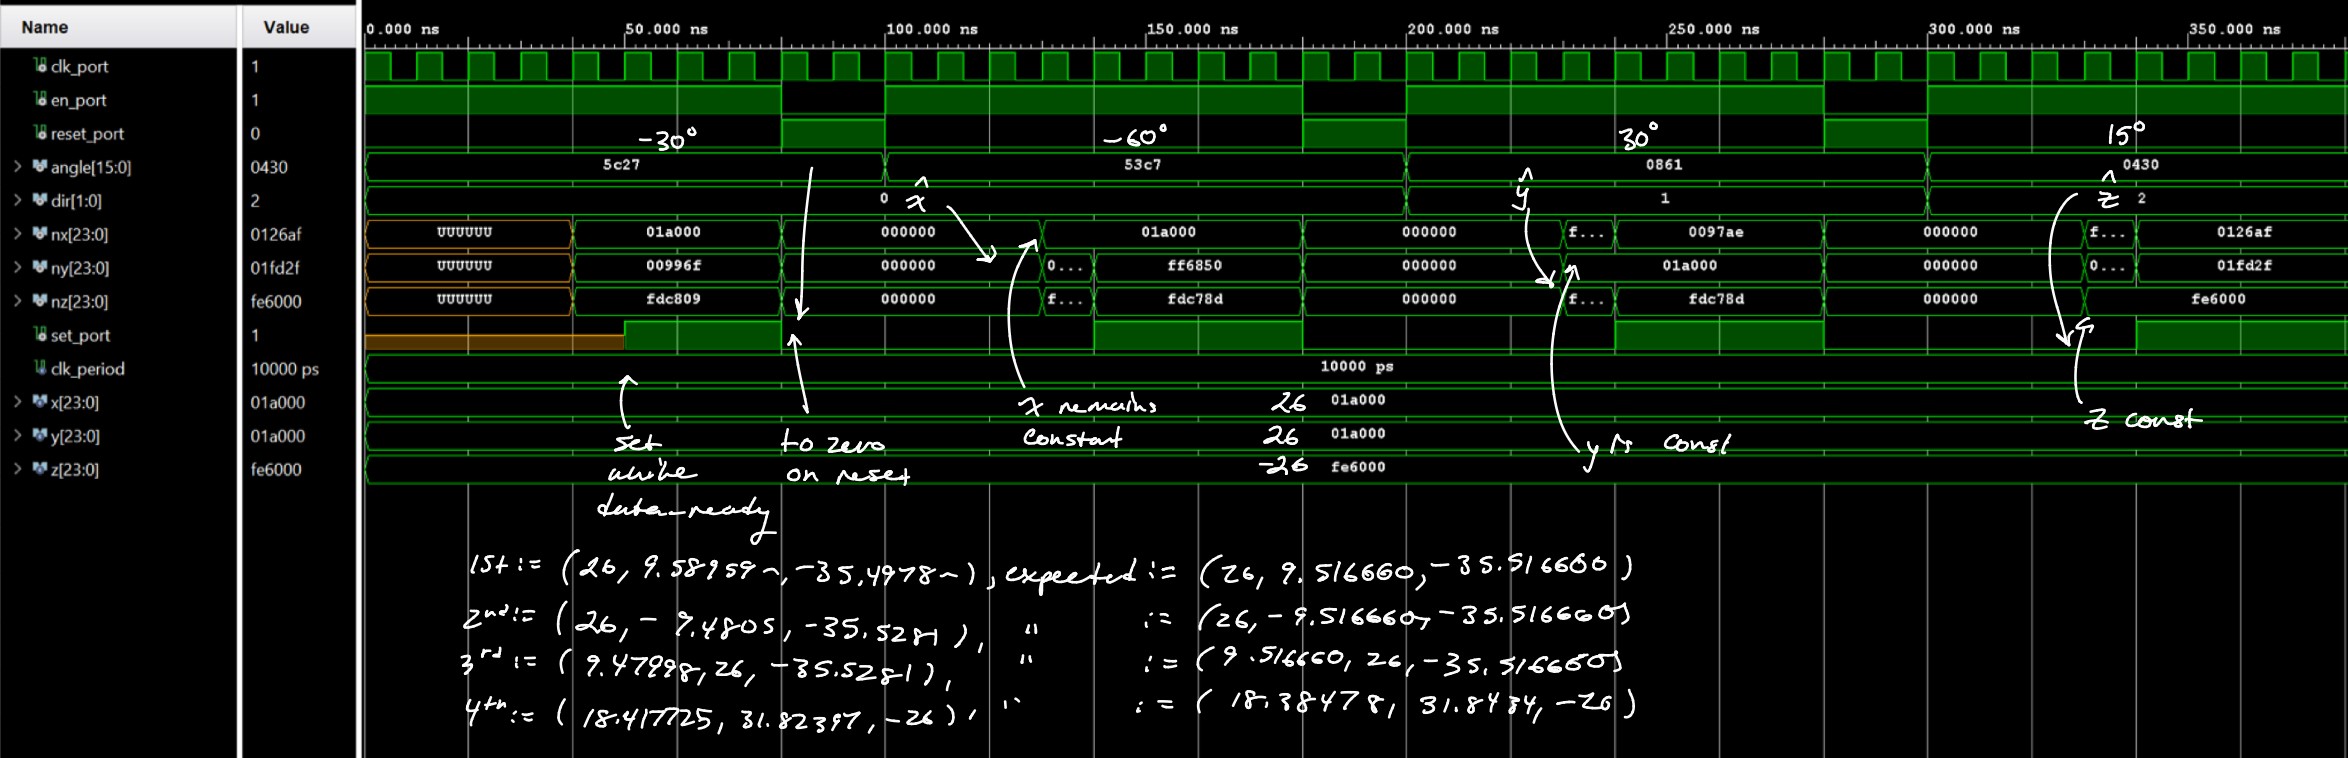 Name Value
0.000 ns 50.000 ns 100.000 ns 150.000 ns 200.000 ns 250.000 ns 300.000 ns 350.000 ns
clk_port 1
en_port 1
reset_port 0 -30° -60° 30° 15°
angle[15:0] 0430 5c27 53c7 0861 0430
dir[1:0] 2 0 x̂ ŷ 1 ẑ 2
nx[23:0] 0126af UUUUUU 01a000 000000 01a000 000000 f... 0097ae 000000 f... 0126af
ny[23:0] 01fd2f UUUUUU 00996f 000000 0... ff6850 000000 01a000 000000 0... 01fd2f
nz[23:0] fe6000 UUUUUU fdc809 000000 f... fdc78d 000000 f... fdc78d 000000 fe6000
set_port 1
clk_period 10000 ps 10000 ps
x[23:0] 01a000 26 01a000
y[23:0] 01a000 26 01a000
z[23:0] fe6000 -26 fe6000
set
while
data_ready
to zero
on reset
x remains
constant
y is const
z const
1st := (26, 9.58959~, -35.4978~), expected := (26, 9.516660, -35.516660)
2nd := (26, -9.4805, -35.5281), " := (26, -9.516660, -35.516660)
3rd := (9.47998, 26, -35.5281), " := (9.516660, 26, -35.516660)
4th := (18.417725, 31.82397, -26), " := (18.38478, 31.8434, -26)